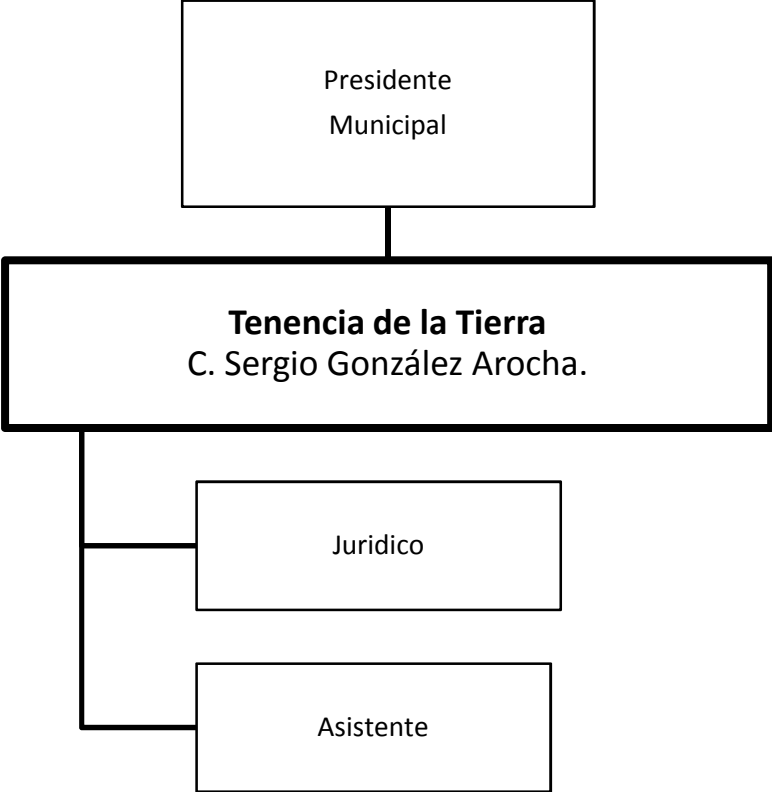 Presidente
Municipal
Tenencia de la Tierra
C. Sergio González Arocha.
Juridico
Asistente